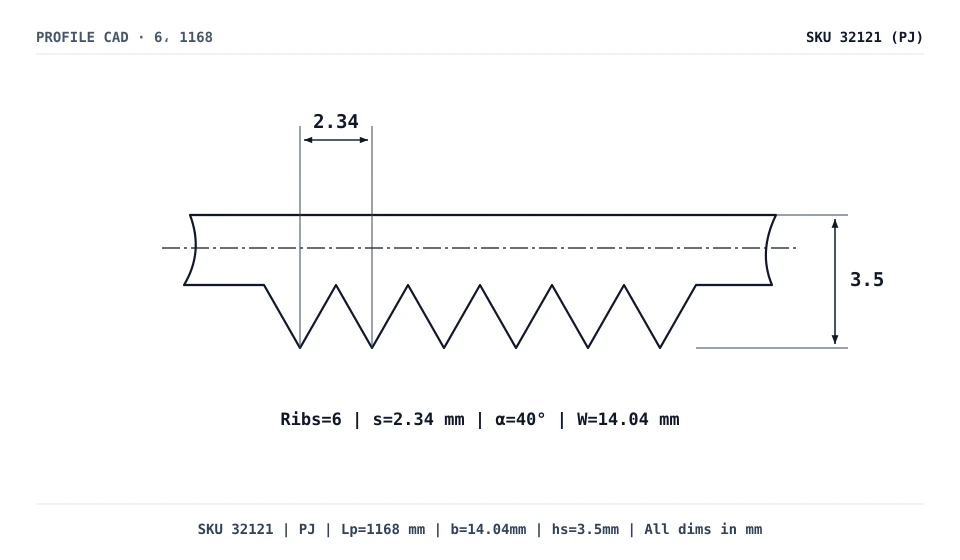 PROFILE CAD · 6، 1168
SKU 32121 (PJ)
2.34
3.5
Ribs=6 | s=2.34 mm | α=40° | W=14.04 mm
SKU 32121 | PJ | Lp=1168 mm | b=14.04mm | hs=3.5mm | All dims in mm